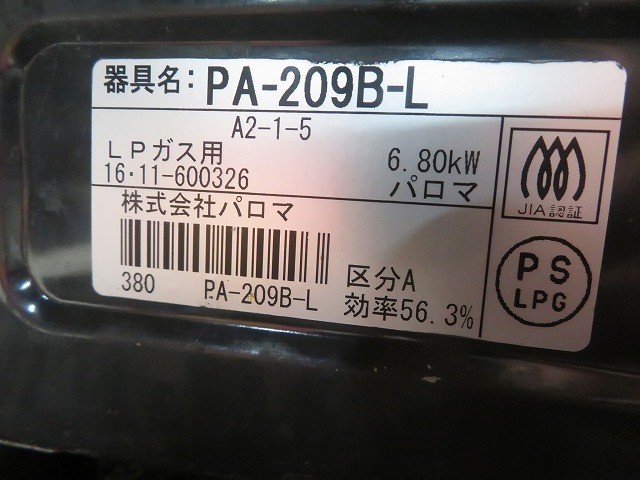 器具名: PA-209B-L
A2-1-5
LPガス用 6.80kW
16・11-600326 パロマ
株式会社パロマ
380 PA-209B-L
区分A
効率56.3%
JIA認証
PS
LPG